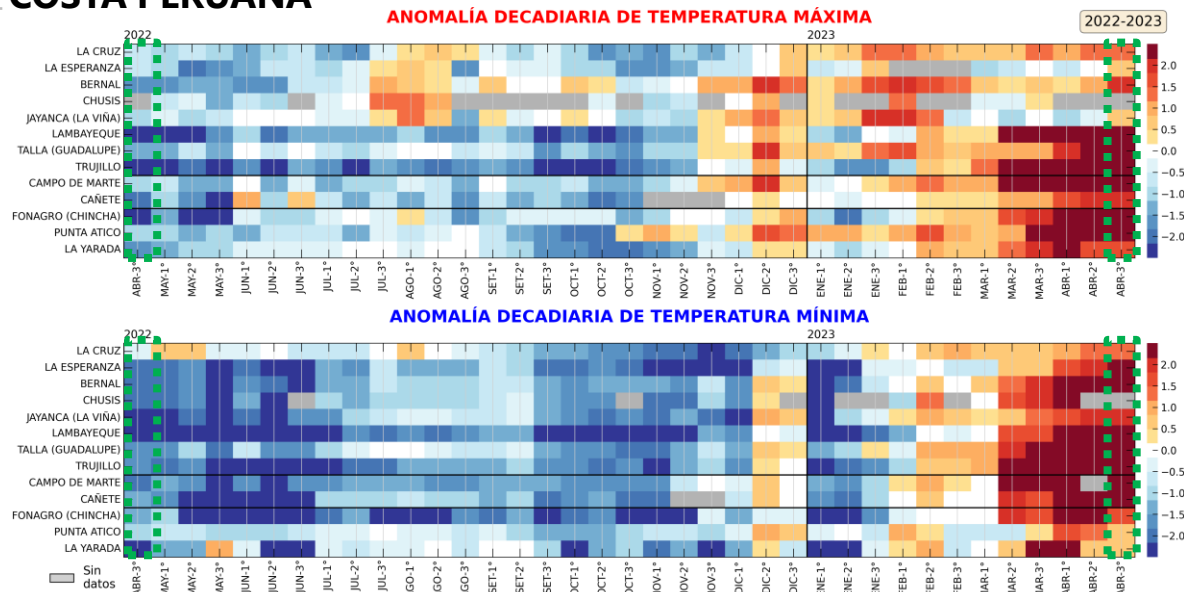 COSTA PERUANA
ANOMALÍA DECADIARIA DE TEMPERATURA MÁXIMA
2022-2023
2022
2023
LA CRUZ
LA ESPERANZA
BERNAL
CHUSIS
JAYANCA (LA VIÑA)
LAMBAYEQUE
TALLA (GUADALUPE)
TRUJILLO
CAMPO DE MARTE
CAÑETE
FONAGRO (CHINCHA)
PUNTA ATICO
LA YARADA
2.0
1.5
1.0
0.5
0.0
−0.5
−1.0
−1.5
−2.0
ABR-3° MAY-1° MAY-2° MAY-3° JUN-1° JUN-2° JUN-3° JUL-1° JUL-2° JUL-3° AGO-1° AGO-2° AGO-3° SET-1° SET-2° SET-3° OCT-1° OCT-2° OCT-3° NOV-1° NOV-2° NOV-3° DIC-1° DIC-2° DIC-3° ENE-1° ENE-2° ENE-3° FEB-1° FEB-2° FEB-3° MAR-1° MAR-2° MAR-3° ABR-1° ABR-2° ABR-3°
ANOMALÍA DECADIARIA DE TEMPERATURA MÍNIMA
2022
2023
LA CRUZ
LA ESPERANZA
BERNAL
CHUSIS
JAYANCA (LA VIÑA)
LAMBAYEQUE
TALLA (GUADALUPE)
TRUJILLO
CAMPO DE MARTE
CAÑETE
FONAGRO (CHINCHA)
PUNTA ATICO
LA YARADA
2.0
1.5
1.0
0.5
0.0
−0.5
−1.0
−1.5
−2.0
ABR-3° MAY-1° MAY-2° MAY-3° JUN-1° JUN-2° JUN-3° JUL-1° JUL-2° JUL-3° AGO-1° AGO-2° AGO-3° SET-1° SET-2° SET-3° OCT-1° OCT-2° OCT-3° NOV-1° NOV-2° NOV-3° DIC-1° DIC-2° DIC-3° ENE-1° ENE-2° ENE-3° FEB-1° FEB-2° FEB-3° MAR-1° MAR-2° MAR-3° ABR-1° ABR-2° ABR-3°
Sin
datos